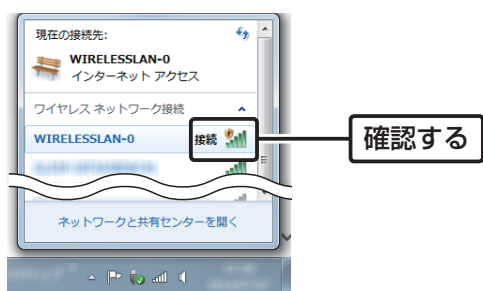 現在の接続先:
WIRELESSLAN-0
インターネット アクセス
ワイヤレス ネットワーク接続
WIRELESSLAN-0 接続
確認する
ネットワークと共有センターを開く